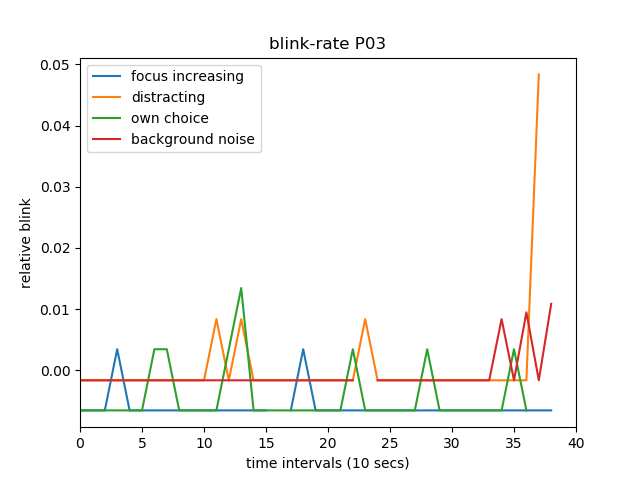 blink-rate P03
0.05
0.04
0.03
0.02
0.01
0.00
relative blink
focus increasing
distracting
own choice
background noise
0 5 10 15 20 25 30 35 40
time intervals (10 secs)